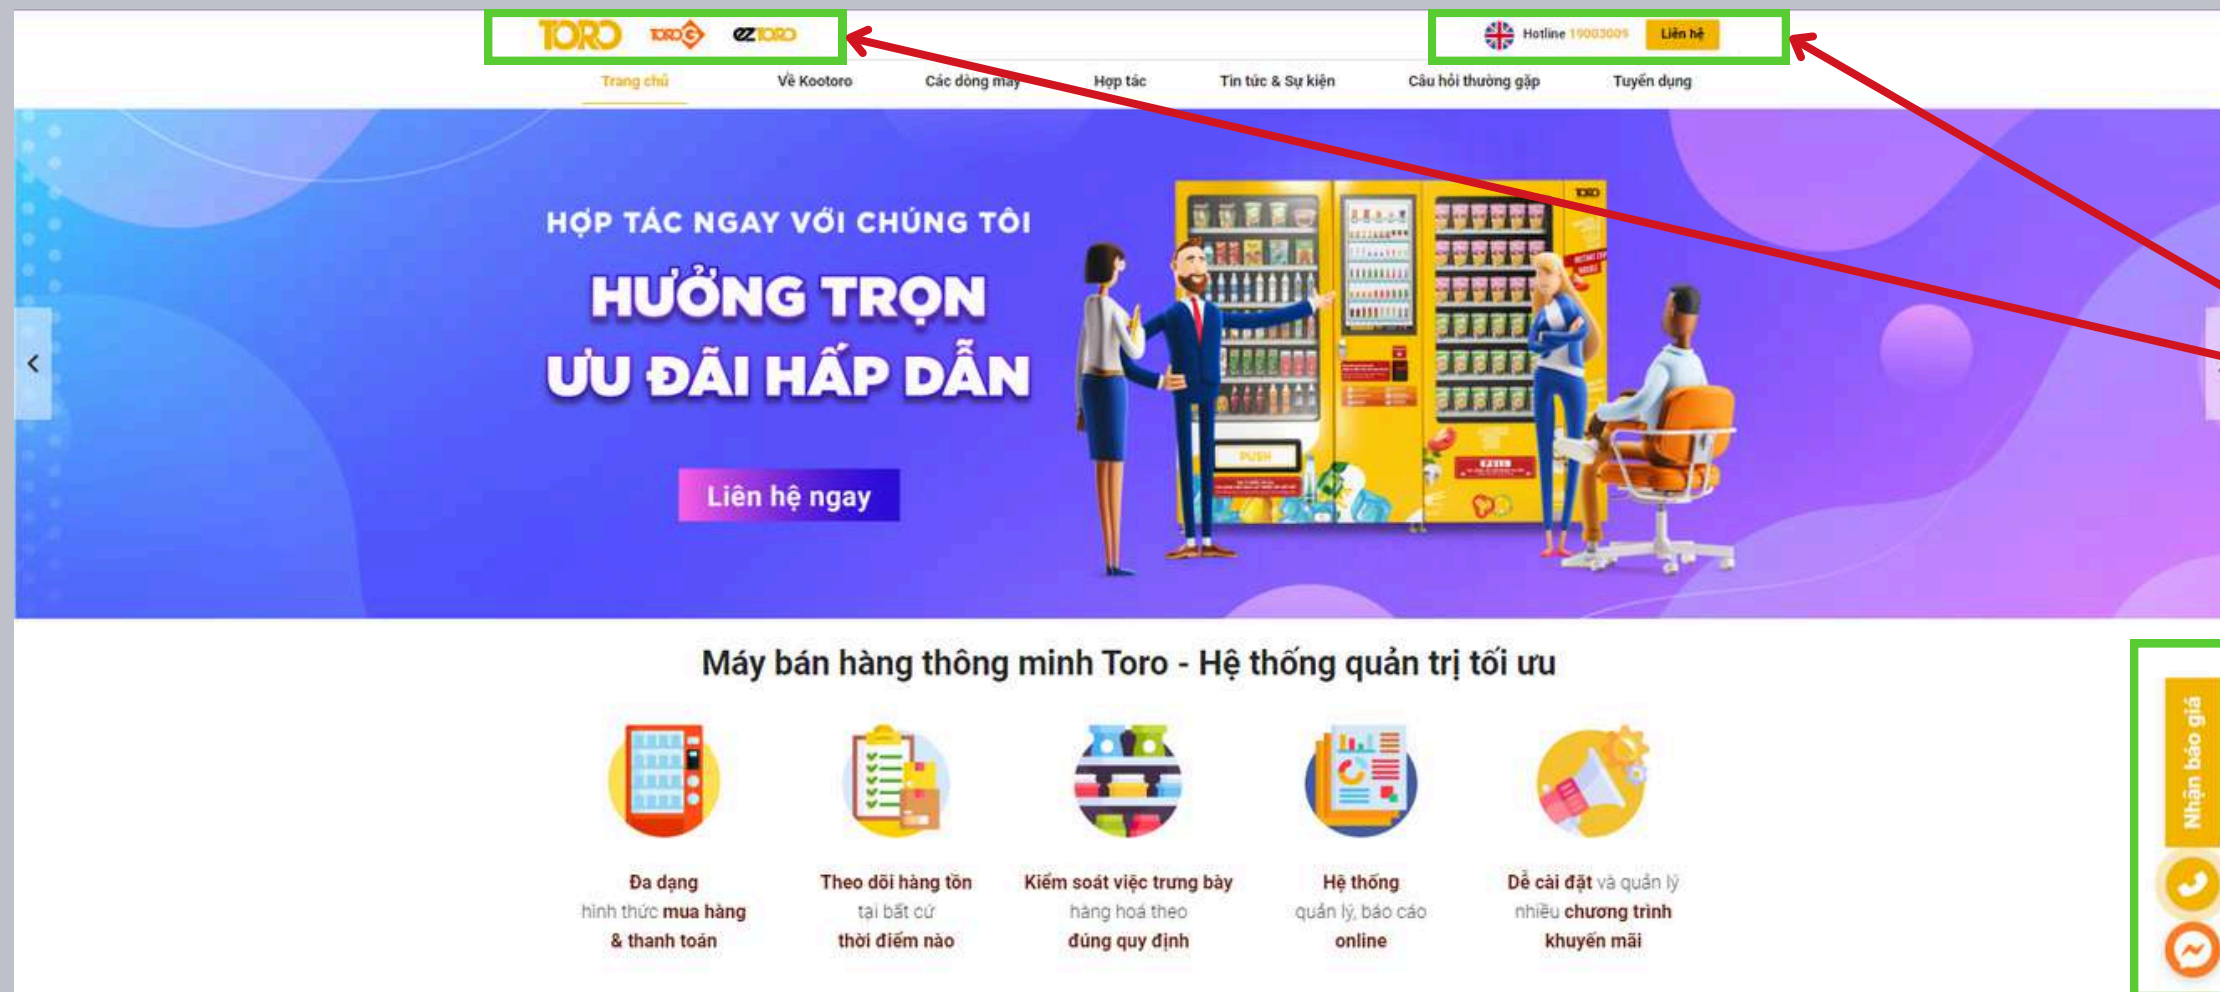 TORO TORO G ezTORO
Hotline 19003009 Liên hệ
Trang chủ Về Kootoro Các dòng máy Hợp tác Tin tức & Sự kiện Câu hỏi thường gặp Tuyển dụng
HỢP TÁC NGAY VỚI CHÚNG TÔI
HƯỞNG TRỌN
ƯU ĐÃI HẤP DẪN
Liên hệ ngay
TORO
PUSH
PULL
Máy bán hàng thông minh Toro - Hệ thống quản trị tối ưu
Đa dạng
hình thức mua hàng
& thanh toán
Theo dõi hàng tồn
tại bất cứ
thời điểm nào
Kiểm soát việc trưng bày
hàng hoá theo
đúng quy định
Hệ thống
quản lý, báo cáo
online
Dễ cài đặt và quản lý
nhiều chương trình
khuyến mãi
Nhận báo giá